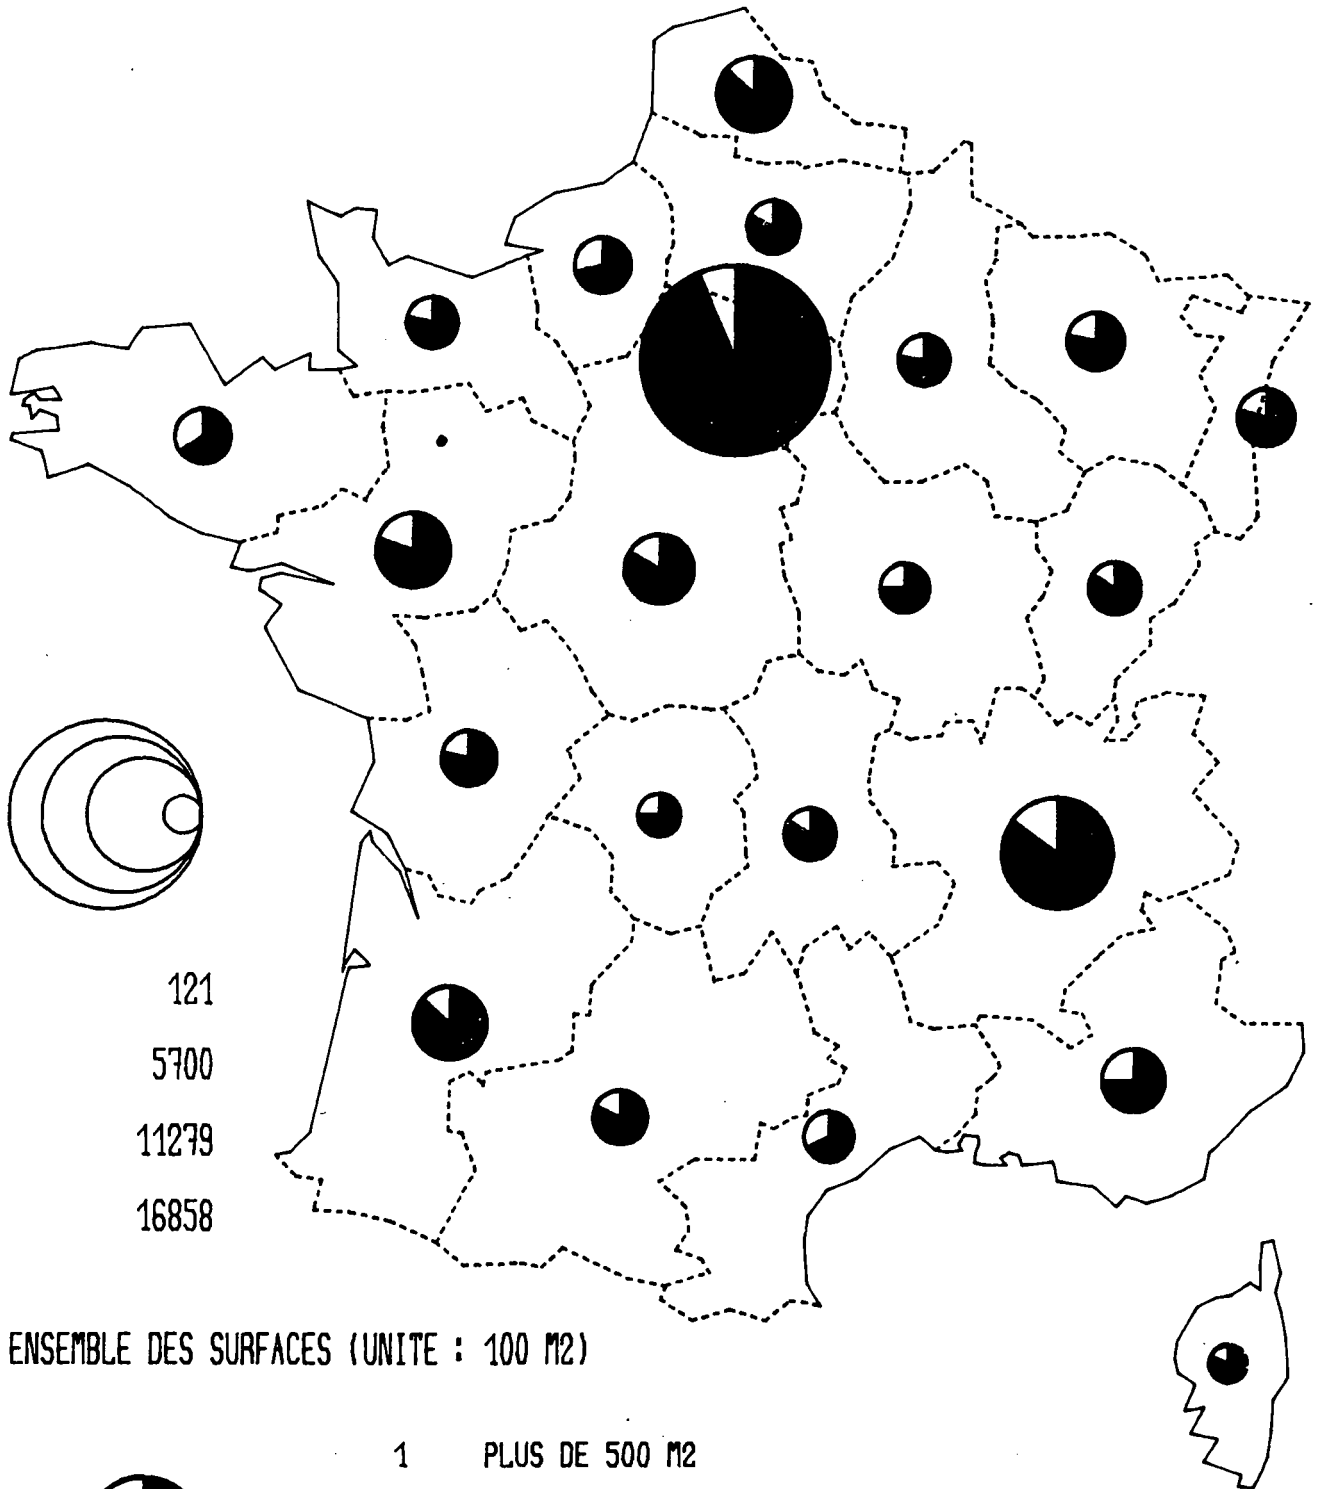 121
5700
11279
16858
ENSEMBLE DES SURFACES (UNITE : 100 M2)
1 PLUS DE 500 M2